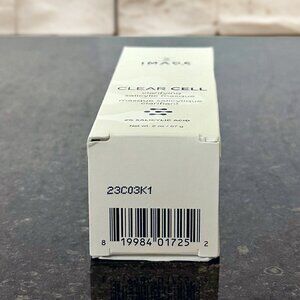 IMAGE
CLEAR CELL
clarifying
salicylic masque
masque salicylique
clarifiant
2% SALICYLIC ACID
Net wt. 2 oz / 57 g
23C03K1
8 19984 01725 2